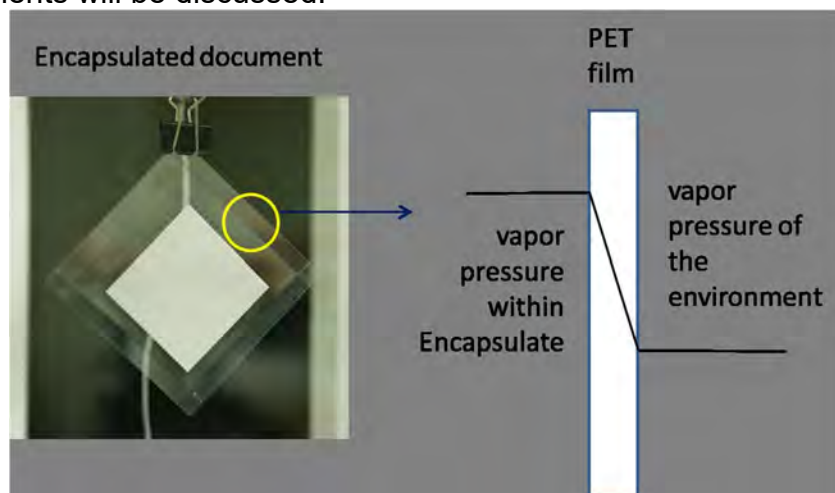 Encapsulated document
PET
film
vapor
pressure
within
Encapsulate
vapor
pressure of
the
environment